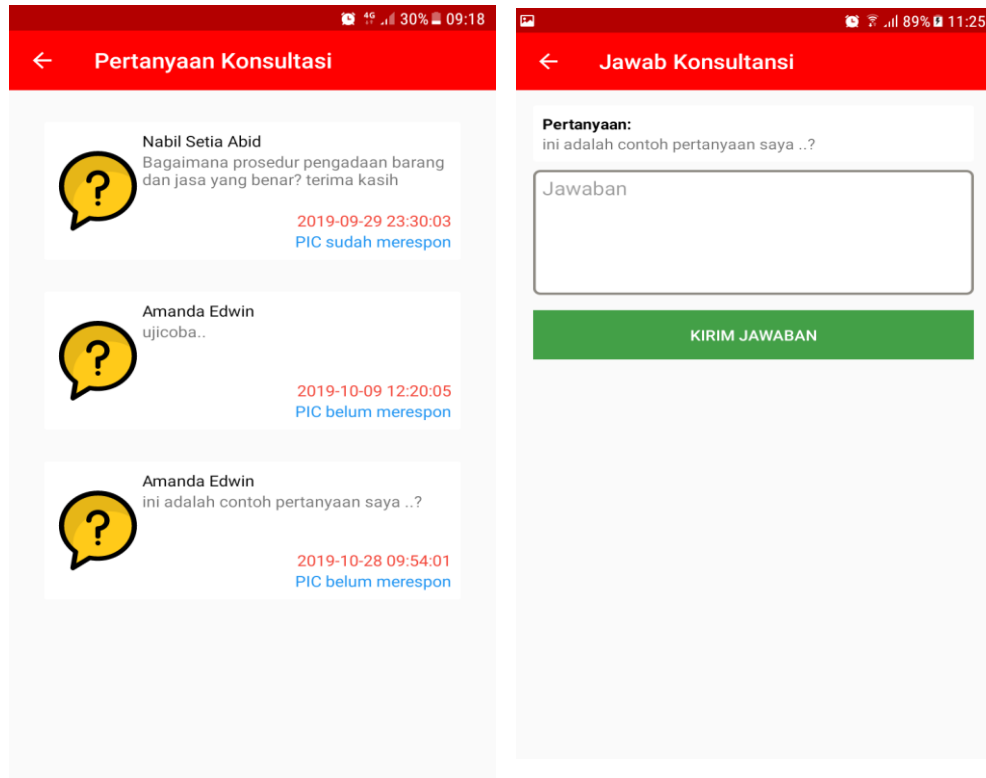 4G 30% 09:18
Pertanyaan Konsultasi
Nabil Setia Abid
Bagaimana prosedur pengadaan barang
dan jasa yang benar? terima kasih
2019-09-29 23:30:03
PIC sudah merespon
Amanda Edwin
ujicoba..
2019-10-09 12:20:05
PIC belum merespon
Amanda Edwin
ini adalah contoh pertanyaan saya ..?
2019-10-28 09:54:01
PIC belum merespon
89% 11:25
Jawab Konsultansi
Pertanyaan:
ini adalah contoh pertanyaan saya ..?
Jawaban
KIRIM JAWABAN